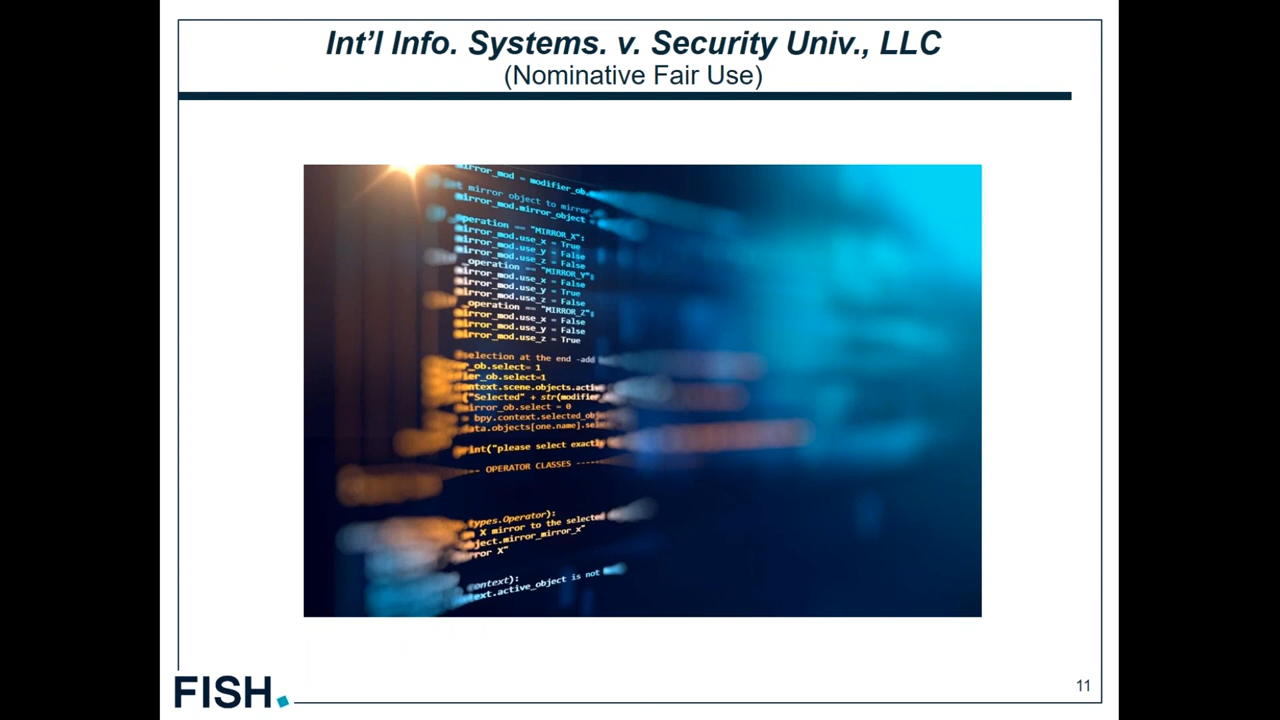 Int'l Info. Systems. v. Security Univ., LLC
(Nominative Fair Use)
mirror_mod = modifier_ob.
mirror object to mirror
mirror_mod.mirror_object
operation == "MIRROR_X":
mirror_mod.use_x = True
mirror_mod.use_y = False
mirror_mod.use_z = False
_operation == "MIRROR_Y":
mirror_mod.use_x = False
mirror_mod.use_y = True
mirror_mod.use_z = False
_operation == "MIRROR_Z":
mirror_mod.use_x = False
mirror_mod.use_y = False
mirror_mod.use_z = True
selection at the end -add
_ob.select= 1
ier_ob.select=1
ntext.scene.objects.activ
("Selected" + str(modifier_
mirror_ob.select = 0
= bpy.context.selected_obj
data.objects[one.name].sel
print("please select exactly
--- OPERATOR CLASSES ----
types.Operator):
X mirror to the selected
ject.mirror_mirror_x"
ror X"
context):
ext.active_object is not
FISH.
11